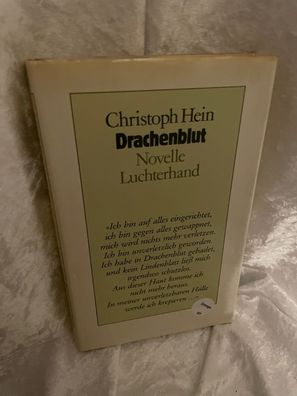 Christoph Hein
Drachenblut
Novelle
Luchterhand
»Ich bin auf alles eingerichtet,
ich bin gegen alles gewappnet,
mich wird nichts mehr verletzen.
Ich bin unverletzlich geworden.
Ich habe in Drachenblut gebadet,
und kein Lindenblatt ließ mich
irgendwo schutzlos.
Aus dieser Haut komme ich
nicht mehr heraus.
In meiner unverletzbaren Hülle
werde ich krepieren